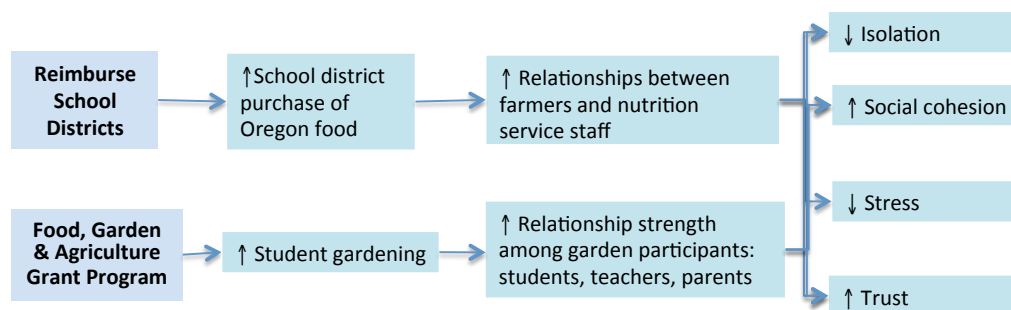 Reimburse
School
Districts
↑School district
purchase of
Oregon food
↑ Relationships between
farmers and nutrition
service staff
↓ Isolation
↑ Social cohesion
↓ Stress
↑ Trust
Food, Garden
& Agriculture
Grant Program
↑ Student gardening
↑ Relationship strength
among garden participants:
students, teachers, parents